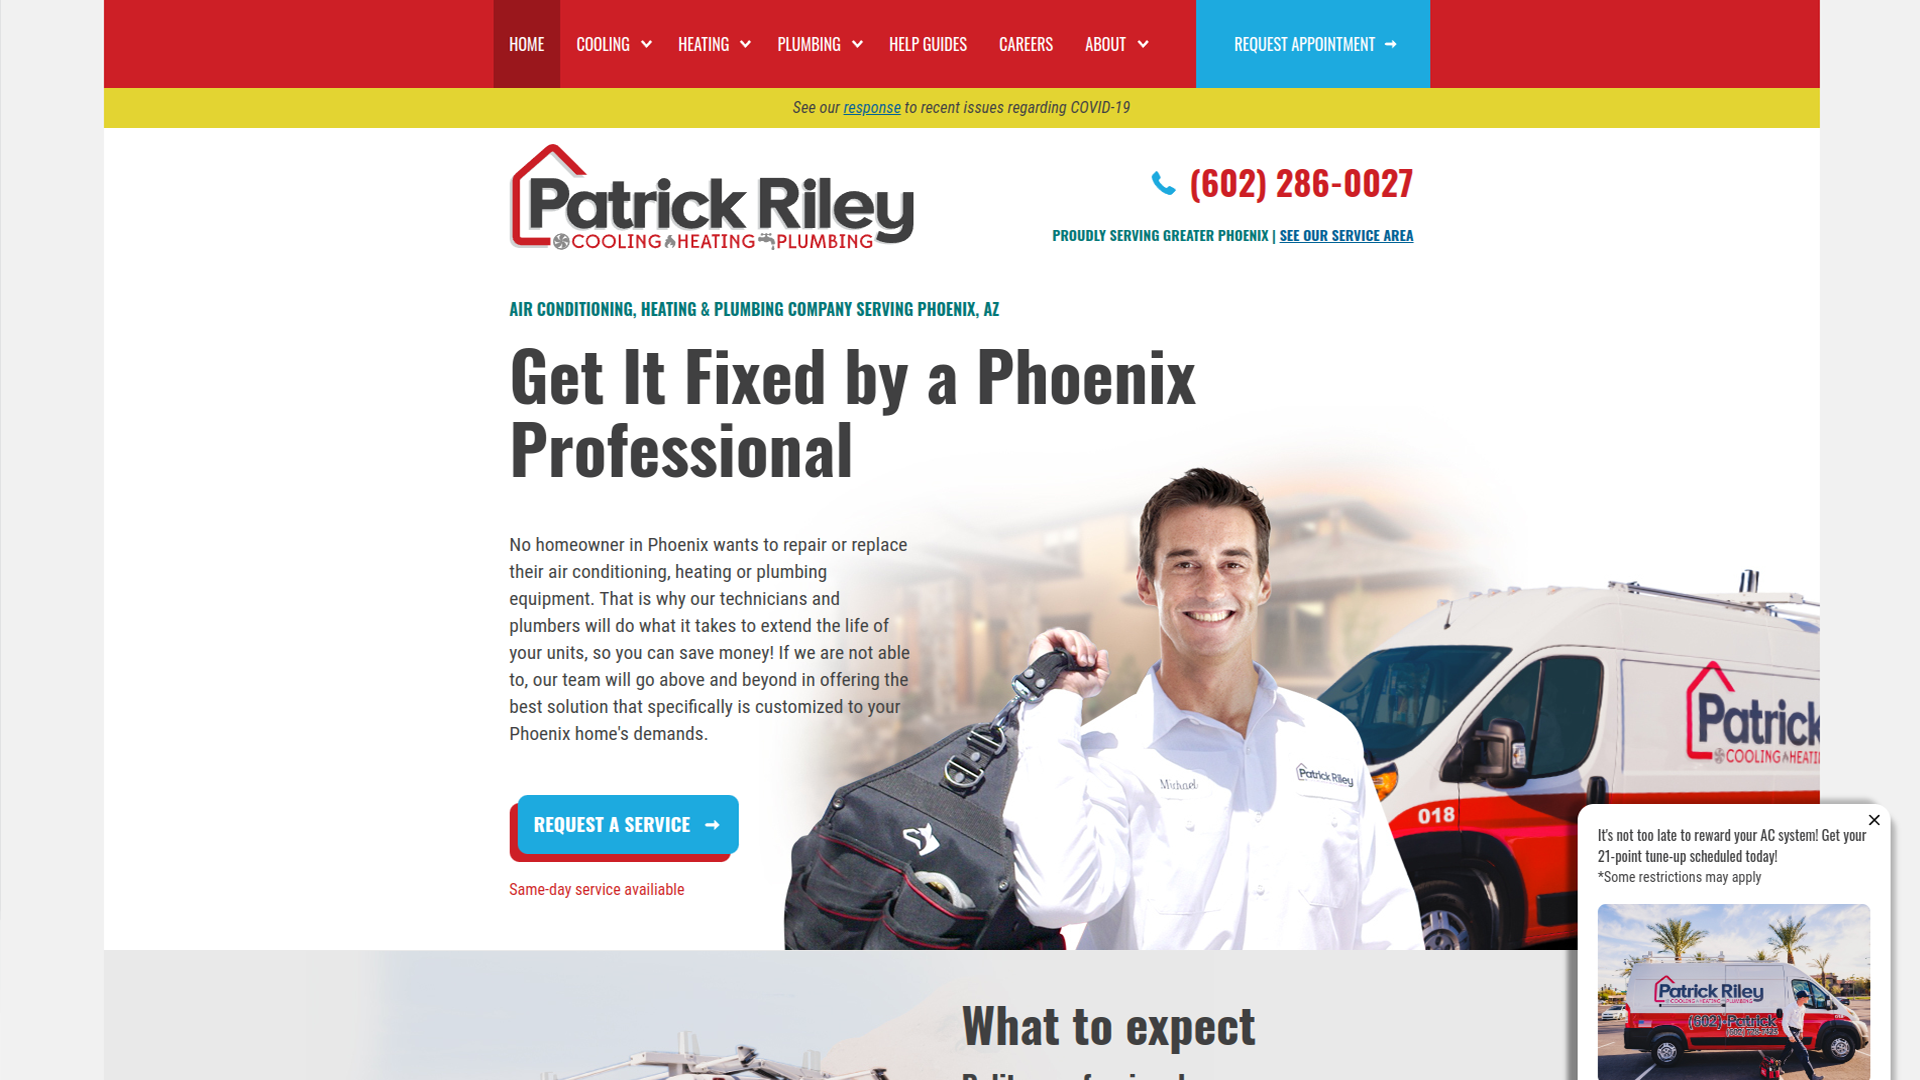 HOME
COOLING
HEATING
PLUMBING
HELP GUIDES
CAREERS
ABOUT
REQUEST APPOINTMENT
See our response to recent issues regarding COVID-19
Patrick Riley
COOLING HEATING PLUMBING
(602) 286-0027
PROUDLY SERVING GREATER PHOENIX | SEE OUR SERVICE AREA
AIR CONDITIONING, HEATING & PLUMBING COMPANY SERVING PHOENIX, AZ
Get It Fixed by a Phoenix
Professional
No homeowner in Phoenix wants to repair or replace
their air conditioning, heating or plumbing
equipment. That is why our technicians and
plumbers will do what it takes to extend the life of
your units, so you can save money! If we are not able
to, our team will go above and beyond in offering the
best solution that specifically is customized to your
Phoenix home's demands.
REQUEST A SERVICE
Same-day service availiable
Michael
Patrick Riley
018
Patrick
COOLING HEATI
It's not too late to reward your AC system! Get your
21-point tune-up scheduled today!
*Some restrictions may apply
Patrick Riley
COOLING HEATING PLUMBING
(602)-Patrick
What to expect